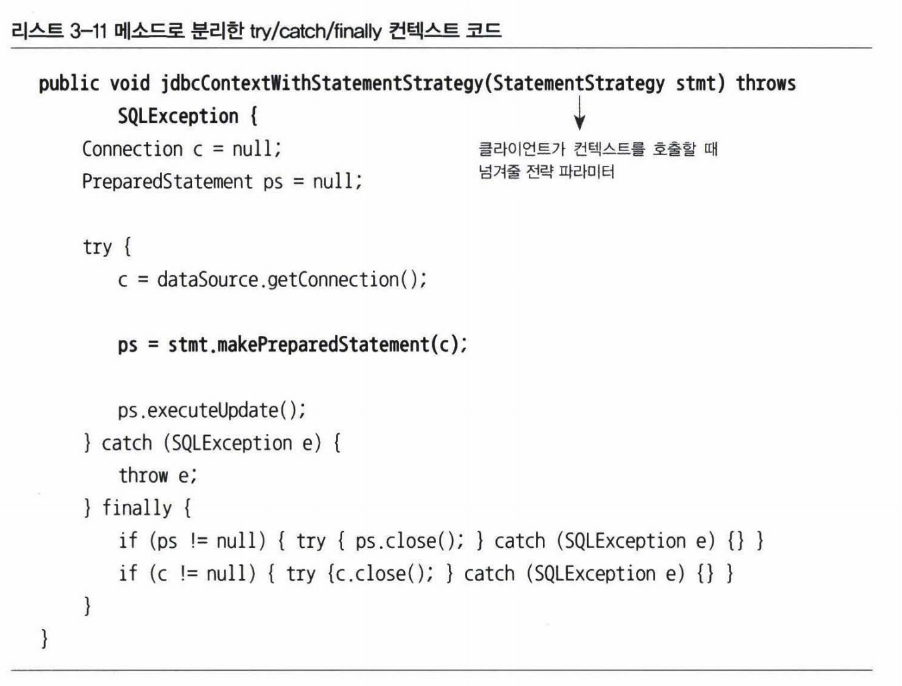 리스트 3-11 메소드로 분리한 try/catch/finally 컨텍스트 코드
public void jdbcContextWithStatementStrategy(StatementStrategy stmt) throws
SQLException {
Connection c = null;
PreparedStatement ps = null;
클라이언트가 컨텍스트를 호출할 때
넘겨줄 전략 파라미터
try {
c = dataSource.getConnection();
ps = stmt.makePreparedStatement(c);
ps.executeUpdate();
} catch (SQLException e) {
throw e;
} finally {
if (ps != null) { try { ps.close(); } catch (SQLException e) {} }
if (c != null) { try {c.close(); } catch (SQLException e) {} }
}
}